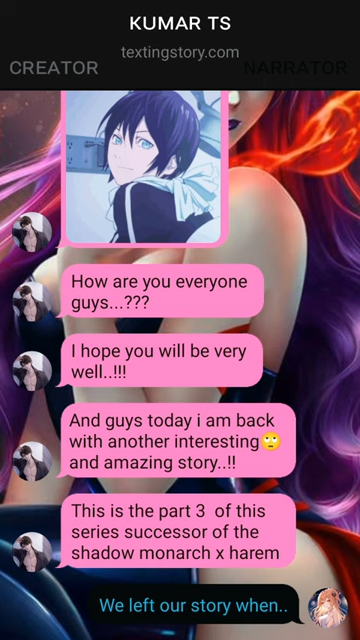 KUMAR TS
textingstory.com
CREATOR
NARRATOR
How are you everyone
guys...???
I hope you will be very
well..!!!
And guys today i am back
with another interesting🙄
and amazing story..!!
This is the part 3 of this
series successor of the
shadow monarch x harem
We left our story when..